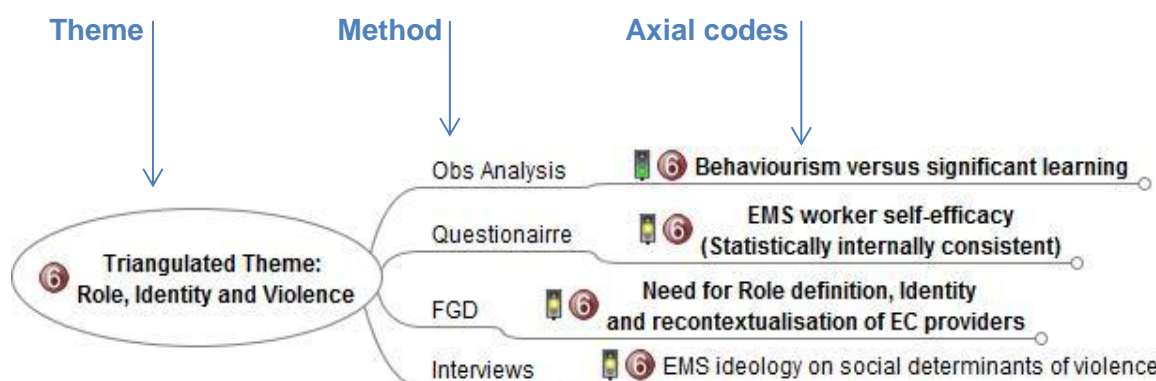 Theme Method Axial codes
Obs Analysis 6 Behaviourism versus significant learning
Questionairre 6 EMS worker self-efficacy
(Statistically internally consistent)
6 Triangulated Theme:
Role, Identity and Violence
FGD 6 Need for Role definition, Identity
and recontextualisation of EC providers
Interviews 6 EMS ideology on social determinants of violence